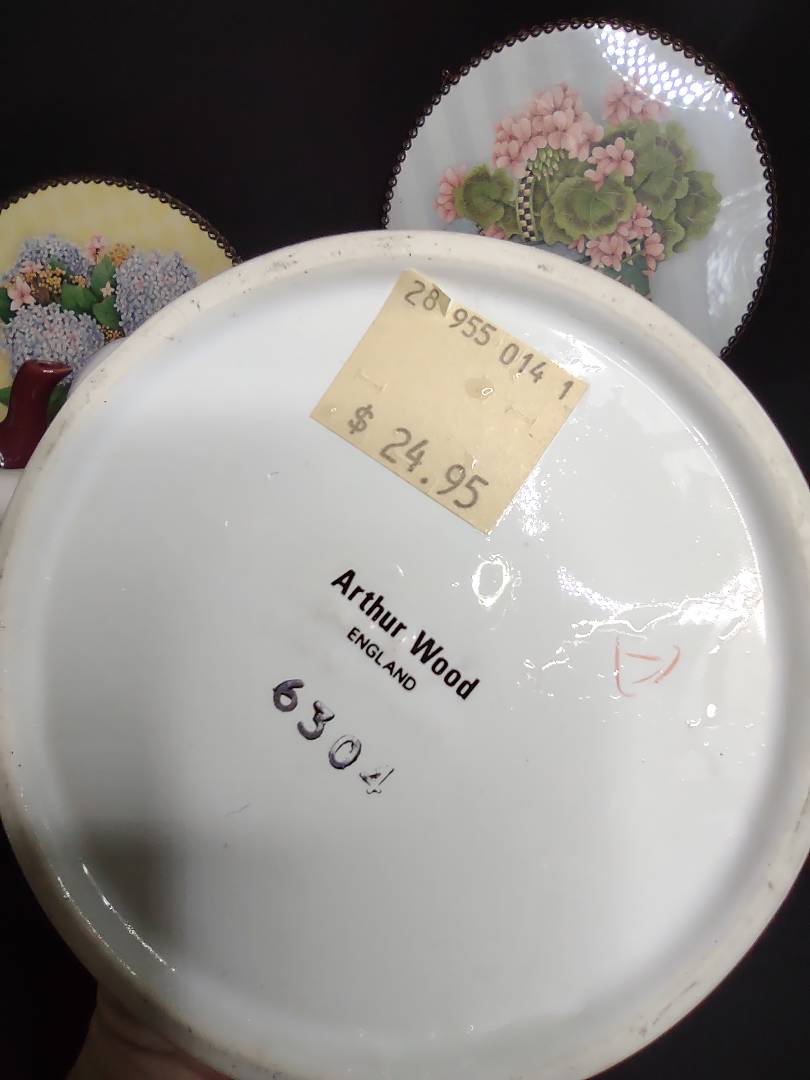 28 955 014 1
$ 24.95
Arthur Wood
ENGLAND
6304